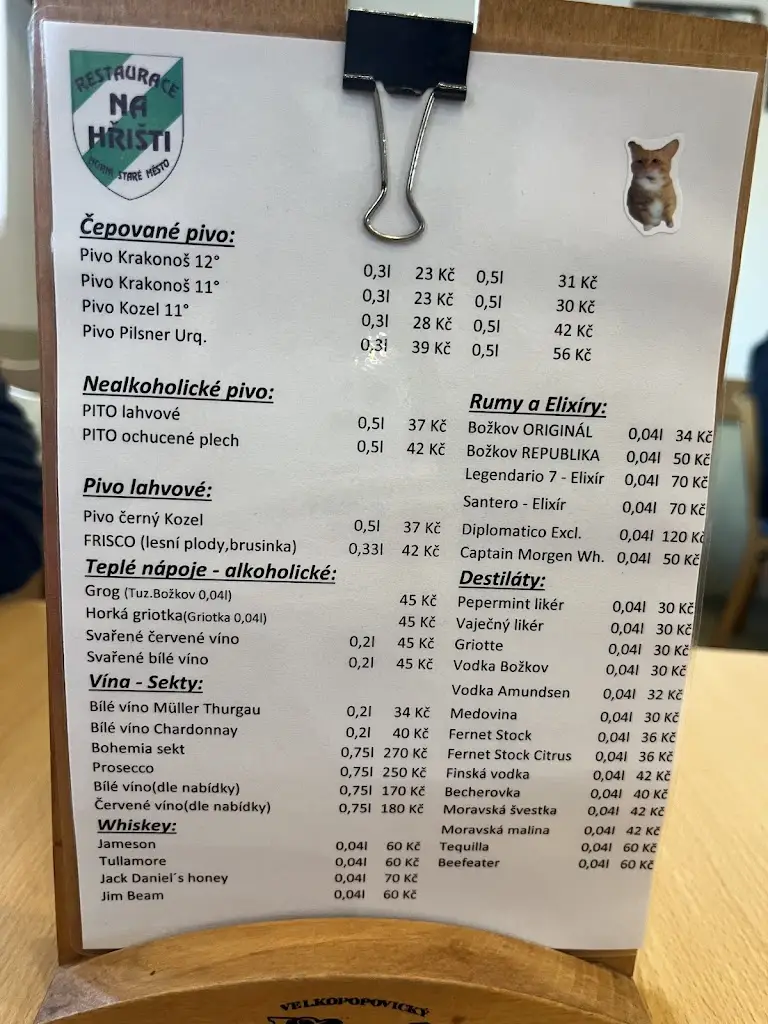 RESTAURACE
NA
HŘIŠTI
HORNÍ STARÉ MĚSTO
Čepované pivo:
Pivo Krakonoš 12° 0,3l 23 Kč 0,5l 31 Kč
Pivo Krakonoš 11° 0,3l 23 Kč 0,5l 30 Kč
Pivo Kozel 11° 0,3l 28 Kč 0,5l 42 Kč
Pivo Pilsner Urq. 0,3l 39 Kč 0,5l 56 Kč
Nealkoholické pivo:
PITO lahvové 0,5l 37 Kč
PITO ochucené plech 0,5l 42 Kč
Pivo lahvové:
Pivo černý Kozel 0,5l 37 Kč
FRISCO (lesní plody,brusinka) 0,33l 42 Kč
Teplé nápoje - alkoholické:
Grog (Tuz.Božkov 0,04l) 45 Kč
Horká griotka(Griotka 0,04l) 45 Kč
Svařené červené víno 0,2l 45 Kč
Svařené bílé víno 0,2l 45 Kč
Vína - Sekty:
Bílé víno Müller Thurgau 0,2l 34 Kč
Bílé víno Chardonnay 0,2l 40 Kč
Bohemia sekt 0,75l 270 Kč
Prosecco 0,75l 250 Kč
Bílé víno(dle nabídky) 0,75l 170 Kč
Červené víno(dle nabídky) 0,75l 180 Kč
Whiskey:
Jameson 0,04l 60 Kč
Tullamore 0,04l 60 Kč
Jack Daniel´s honey 0,04l 70 Kč
Jim Beam 0,04l 60 Kč
Rumy a Elixíry:
Božkov ORIGINÁL 0,04l 34 Kč
Božkov REPUBLIKA 0,04l 50 Kč
Legendario 7 - Elixír 0,04l 70 Kč
Santero - Elixír 0,04l 70 Kč
Diplomatico Excl. 0,04l 120 Kč
Captain Morgen Wh. 0,04l 50 Kč
Destiláty:
Pepermint likér 0,04l 30 Kč
Vaječný likér 0,04l 30 Kč
Griotte 0,04l 30 Kč
Vodka Božkov 0,04l 30 Kč
Vodka Amundsen 0,04l 32 Kč
Medovina 0,04l 30 Kč
Fernet Stock 0,04l 36 Kč
Fernet Stock Citrus 0,04l 36 Kč
Finská vodka 0,04l 42 Kč
Becherovka 0,04l 40 Kč
Moravská švestka 0,04l 42 Kč
Moravská malina 0,04l 42 Kč
Tequilla 0,04l 60 Kč
Beefeater 0,04l 60 Kč
VELKOPOPOVICKÝ